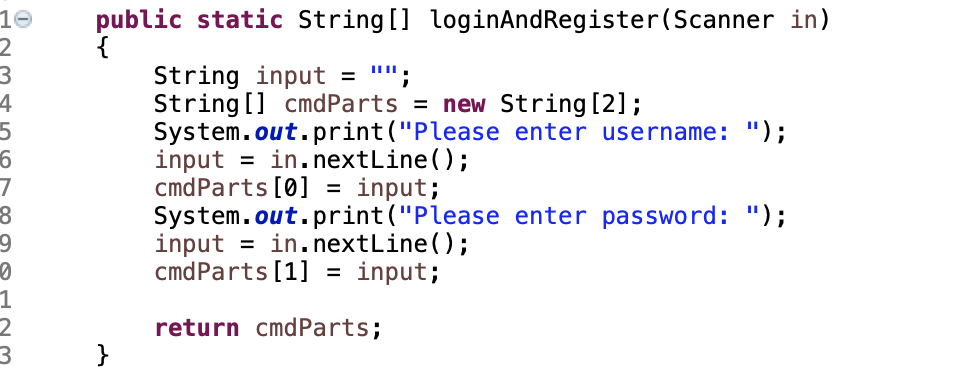 1 public static String[] loginAndRegister(Scanner in)
2 {
3 String input = "";
4 String[] cmdParts = new String[2];
5 System.out.print("Please enter username: ");
6 input = in.nextLine();
7 cmdParts[0] = input;
8 System.out.print("Please enter password: ");
9 input = in.nextLine();
0 cmdParts[1] = input;
1
2 return cmdParts;
3 }